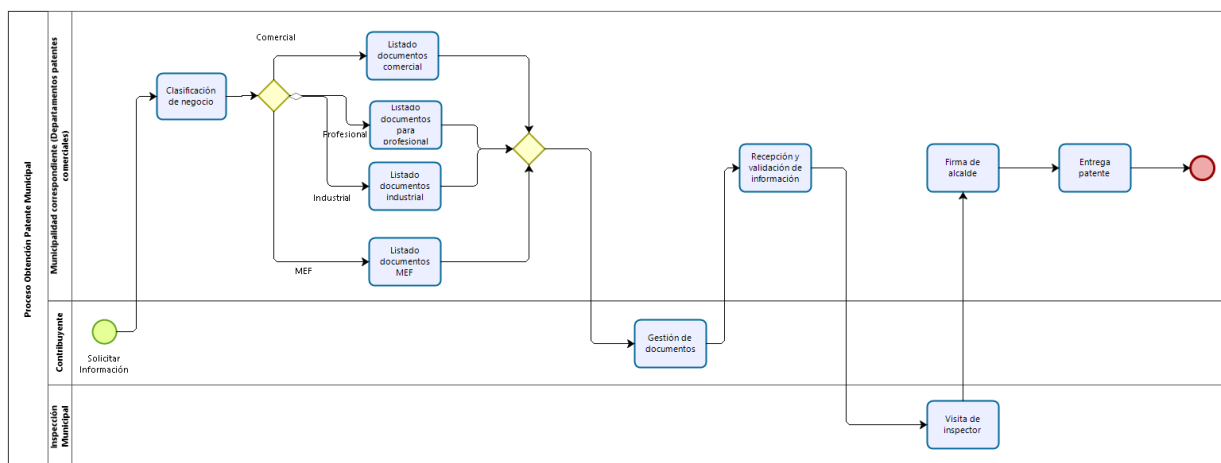 Proceso Obtención Patente Municipal
Municipalidad correspondiente (Departamentos patentes
comerciales)
Clasificación
de negocio
Comercial
Listado
documentos
comercial
Profesional
Listado
documentos
para
profesional
Industrial
Listado
documentos
industrial
MEF
Listado
documentos
MEF
Recepción y
validación de
información
Firma de
alcalde
Entrega
patente
Contribuyente
Solicitar
Información
Gestión de
documentos
Inspección
Municipal
Visita de
inspector